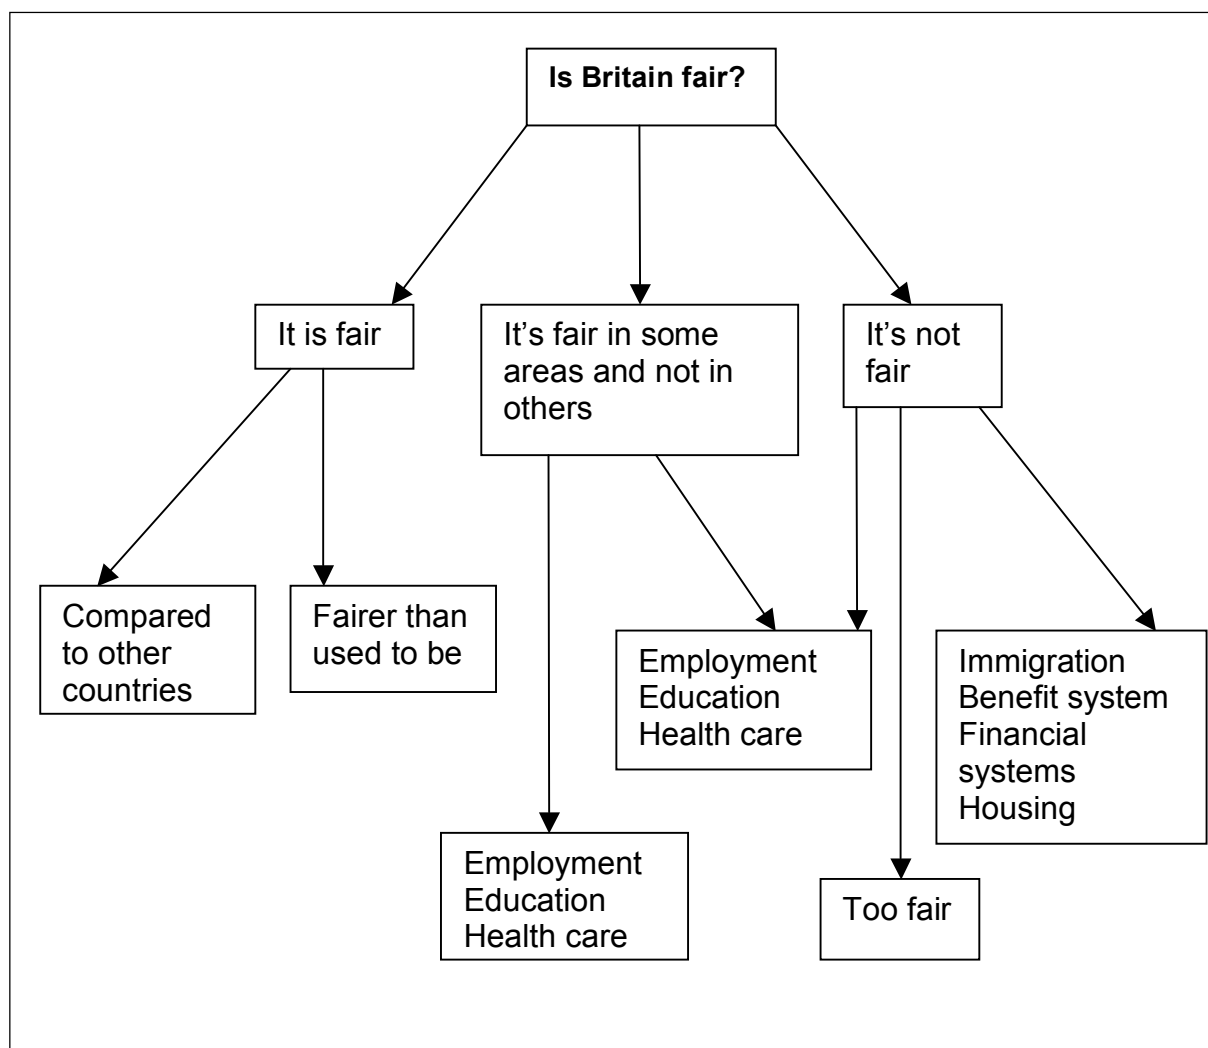 Is Britain fair?
It is fair
It’s fair in some
areas and not in
others
It’s not
fair
Compared
to other
countries
Fairer than
used to be
Employment
Education
Health care
Immigration
Benefit system
Financial
systems
Housing
Employment
Education
Health care
Too fair